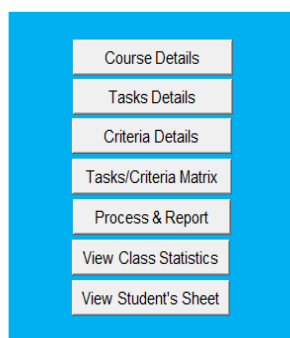 Course Details
Tasks Details
Criteria Details
Tasks/Criteria Matrix
Process & Report
View Class Statistics
View Student's Sheet